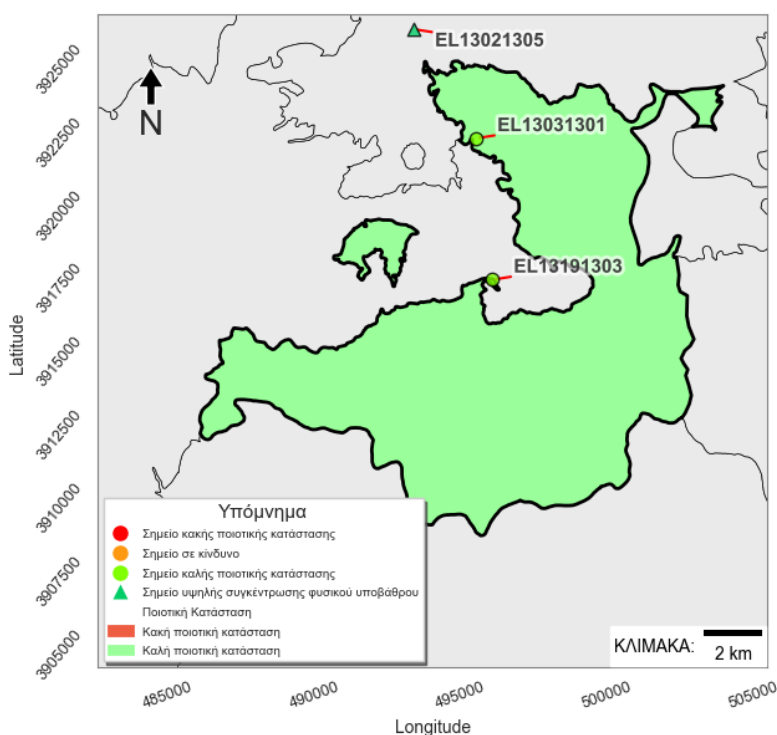 EL13021305
EL13031301
EL13191303
N
3925000
3922500
3920000
3917500
3915000
3912500
3910000
3907500
3905000
Latitude
Υπόμνημα
Σημείο κακής ποιοτικής κατάστασης
Σημείο σε κίνδυνο
Σημείο καλής ποιοτικής κατάστασης
Σημείο υψηλής συγκέντρωσης φυσικού υποβάθρου
Ποιοτική Κατάσταση
Κακή ποιοτική κατάσταση
Καλή ποιοτική κατάσταση
ΚΛΙΜΑΚΑ:
2 km
485000
490000
495000
500000
505000
Longitude